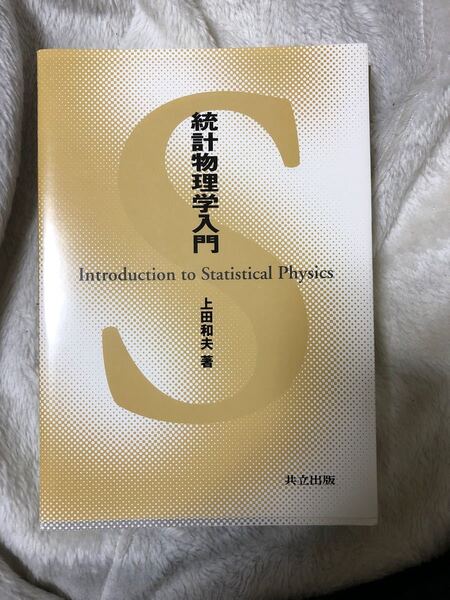 S
統計物理学入門
Introduction to Statistical Physics
上田和夫 著
共立出版